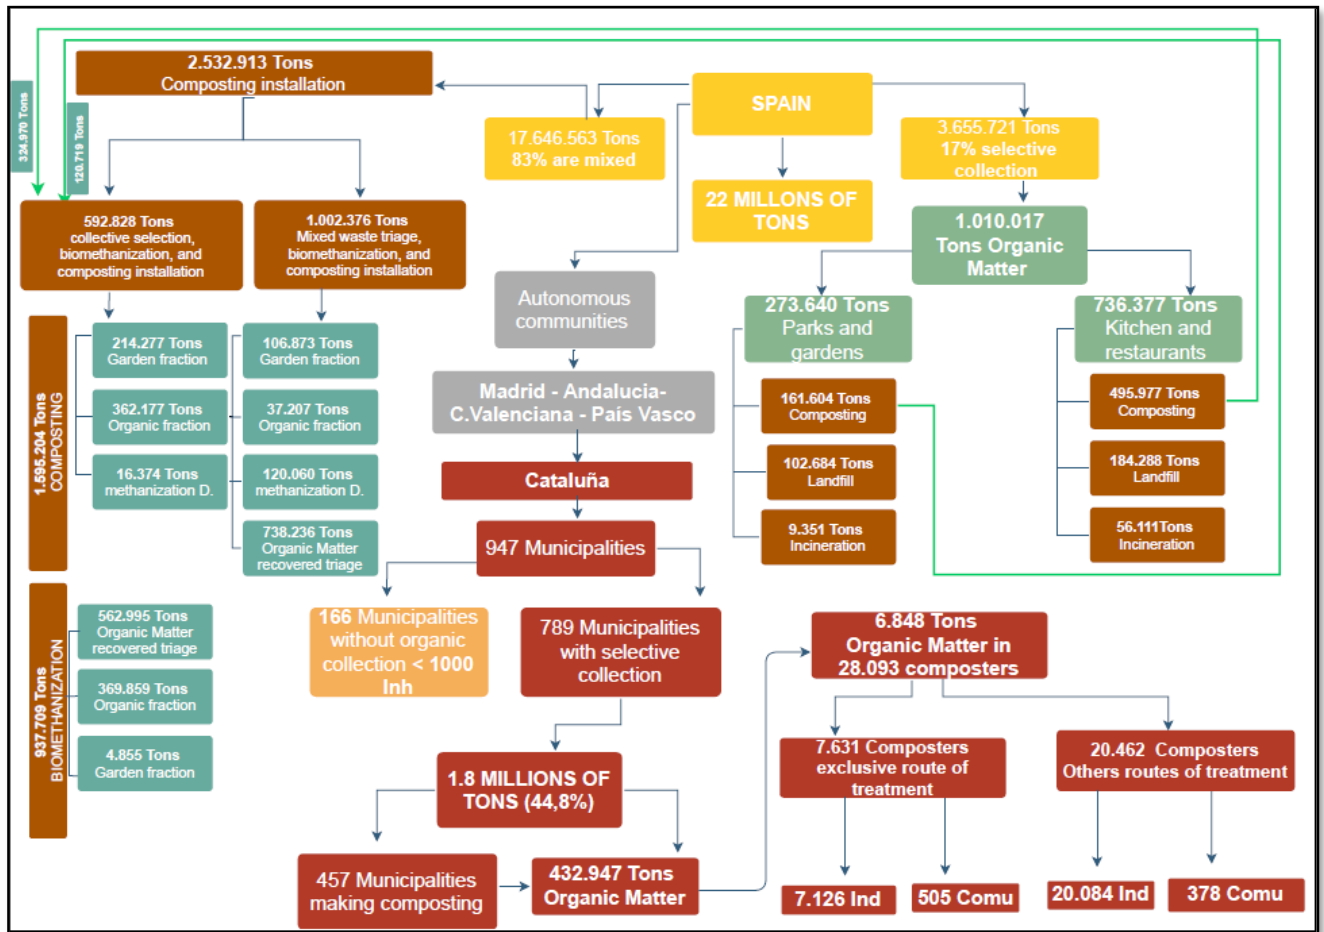 2.532.913 Tons
Composting installation
SPAIN
17.646.563 Tons
83% are mixed
3.655.721 Tons
17% selective
collection
22 MILLONS OF
TONS
324.970 Tons
120.719 Tons
592.828 Tons
collective selection,
biomethanization, and
composting installation
1.002.376 Tons
Mixed waste triage,
biomethanization, and
composting installation
1.010.017
Tons Organic
Matter
Autonomous
communities
273.640 Tons
Parks and
gardens
736.377 Tons
Kitchen and
restaurants
1.595.204 Tons
COMPOSTING
214.277 Tons
Garden fraction
362.177 Tons
Organic fraction
16.374 Tons
methanization D.
106.873 Tons
Garden fraction
37.207 Tons
Organic fraction
120.060 Tons
methanization D.
738.236 Tons
Organic Matter
recovered triage
Madrid - Andalucia-
C.Valenciana - País Vasco
Cataluña
947 Municipalities
161.604 Tons
Composting
102.684 Tons
Landfill
9.351 Tons
Incineration
495.977 Tons
Composting
184.288 Tons
Landfill
56.111Tons
Incineration
937.709 Tons
BIOMETHANIZATION
562.995 Tons
Organic Matter
recovered triage
369.859 Tons
Organic fraction
4.855 Tons
Garden fraction
166 Municipalities
without organic
collection < 1000
Inh
789 Municipalities
with selective
collection
6.848 Tons
Organic Matter in
28.093 composters
1.8 MILLIONS OF
TONS (44,8%)
7.631 Composters
exclusive route of
treatment
20.462 Composters
Others routes of treatment
457 Municipalities
making composting
432.947 Tons
Organic Matter
7.126 Ind
505 Comu
20.084 Ind
378 Comu